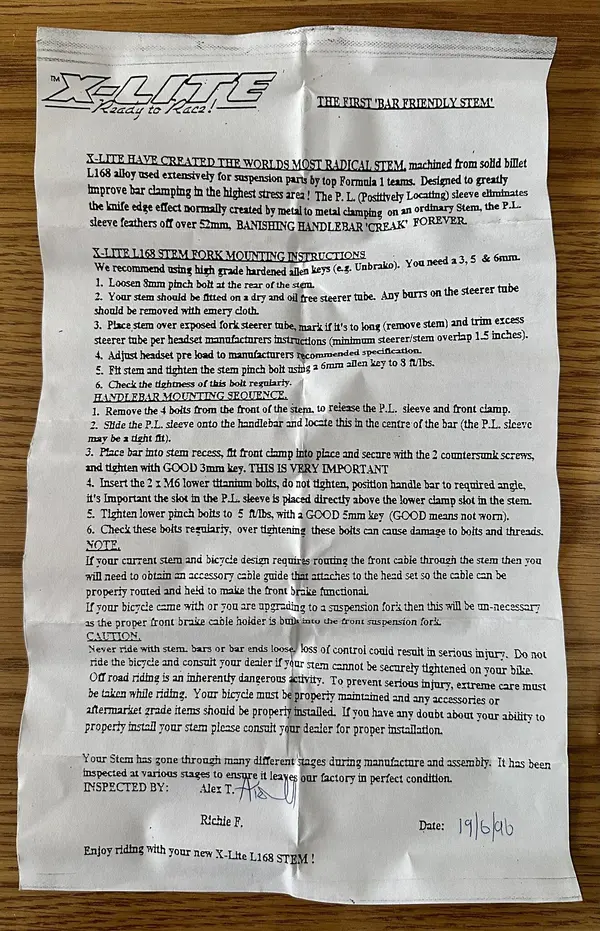 ™ X-LITE
Ready to Race!
THE FIRST 'BAR FRIENDLY STEM'
X-LITE HAVE CREATED THE WORLDS MOST RADICAL STEM, machined from solid billet
L168 alloy used extensively for suspension parts by top Formula 1 teams. Designed to greatly
improve bar clamping in the highest stress area! The P. L. (Positively Locating) sleeve eliminates
the knife edge effect normally created by metal to metal clamping on an ordinary Stem, the P.L.
sleeve feathers off over 52mm, BANISHING HANDLEBAR 'CREAK' FOREVER.
X-LITE L168 STEM FORK MOUNTING INSTRUCTIONS
We recommend using high grade hardened allen keys (e.g. Unbrako). You need a 3, 5 & 6mm.
1. Loosen 8mm pinch bolt at the rear of the stem.
2. Your stem should be fitted on a dry and oil free steerer tube. Any burrs on the steerer tube
should be removed with emery cloth.
3. Place stem over exposed fork steerer tube, mark if it's to long (remove stem) and trim excess
steerer tube per headset manufacturers instructions (minimum steerer/stem overlap 1.5 inches).
4. Adjust headset pre load to manufacturers recommended specification.
5. Fit stem and tighten the stem pinch bolt using a 6mm allen key to 8 ft/lbs.
6. Check the tightness of this bolt regularly.
HANDLEBAR MOUNTING SEQUENCE.
1. Remove the 4 bolts from the front of the stem, to release the P.L. sleeve and front clamp.
2. Slide the P.L. sleeve onto the handlebar and locate this in the centre of the bar (the P.L. sleeve
may be a tight fit).
3. Place bar into stem recess, fit front clamp into place and secure with the 2 countersunk screws,
and tighten with GOOD 3mm key. THIS IS VERY IMPORTANT
4. Insert the 2 x M6 lower titanium bolts, do not tighten, position handle bar to required angle,
it's Important the slot in the P.L. sleeve is placed directly above the lower clamp slot in the stem.
5. Tighten lower pinch bolts to 5 ft/lbs, with a GOOD 5mm key (GOOD means not worn).
6. Check these bolts regularly, over tightening these bolts can cause damage to bolts and threads.
NOTE.
If your current stem and bicycle design requires routing the front cable through the stem then you
will need to obtain an accessory cable guide that attaches to the head set so the cable can be
properly routed and held to make the front brake functional.
If your bicycle came with or you are upgrading to a suspension fork then this will be un-necessary
as the proper front brake cable holder is built into the front suspension fork.
CAUTION.
Never ride with stem, bars or bar ends loose, loss of control could result in serious injury. Do not
ride the bicycle and consult your dealer if your stem cannot be securely tightened on your bike.
Off road riding is an inherently dangerous activity. To prevent serious injury, extreme care must
be taken while riding. Your bicycle must be properly maintained and any accessories or
aftermarket grade items should be properly installed. If you have any doubt about your ability to
properly install your stem please consult your dealer for proper installation.
Your Stem has gone through many different stages during manufacture and assembly. It has been
inspected at various stages to ensure it leaves our factory in perfect condition.
INSPECTED BY: Alex T.
Richie F.
Date: 19/6/96
Enjoy riding with your new X-Lite L168 STEM !